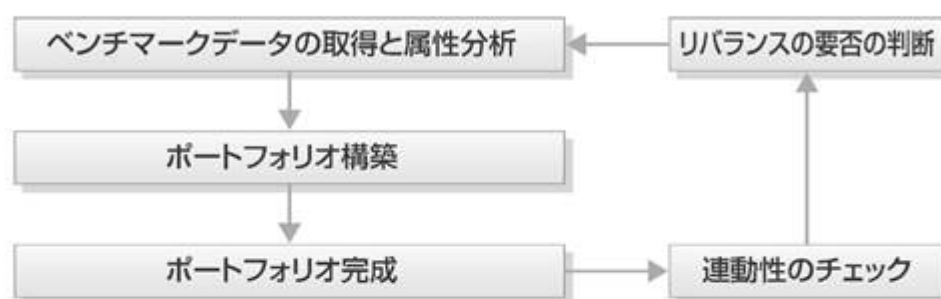 ベンチマークデータの取得と属性分析
リバランスの要否の判断
ポートフォリオ構築
ポートフォリオ完成
連動性のチェック